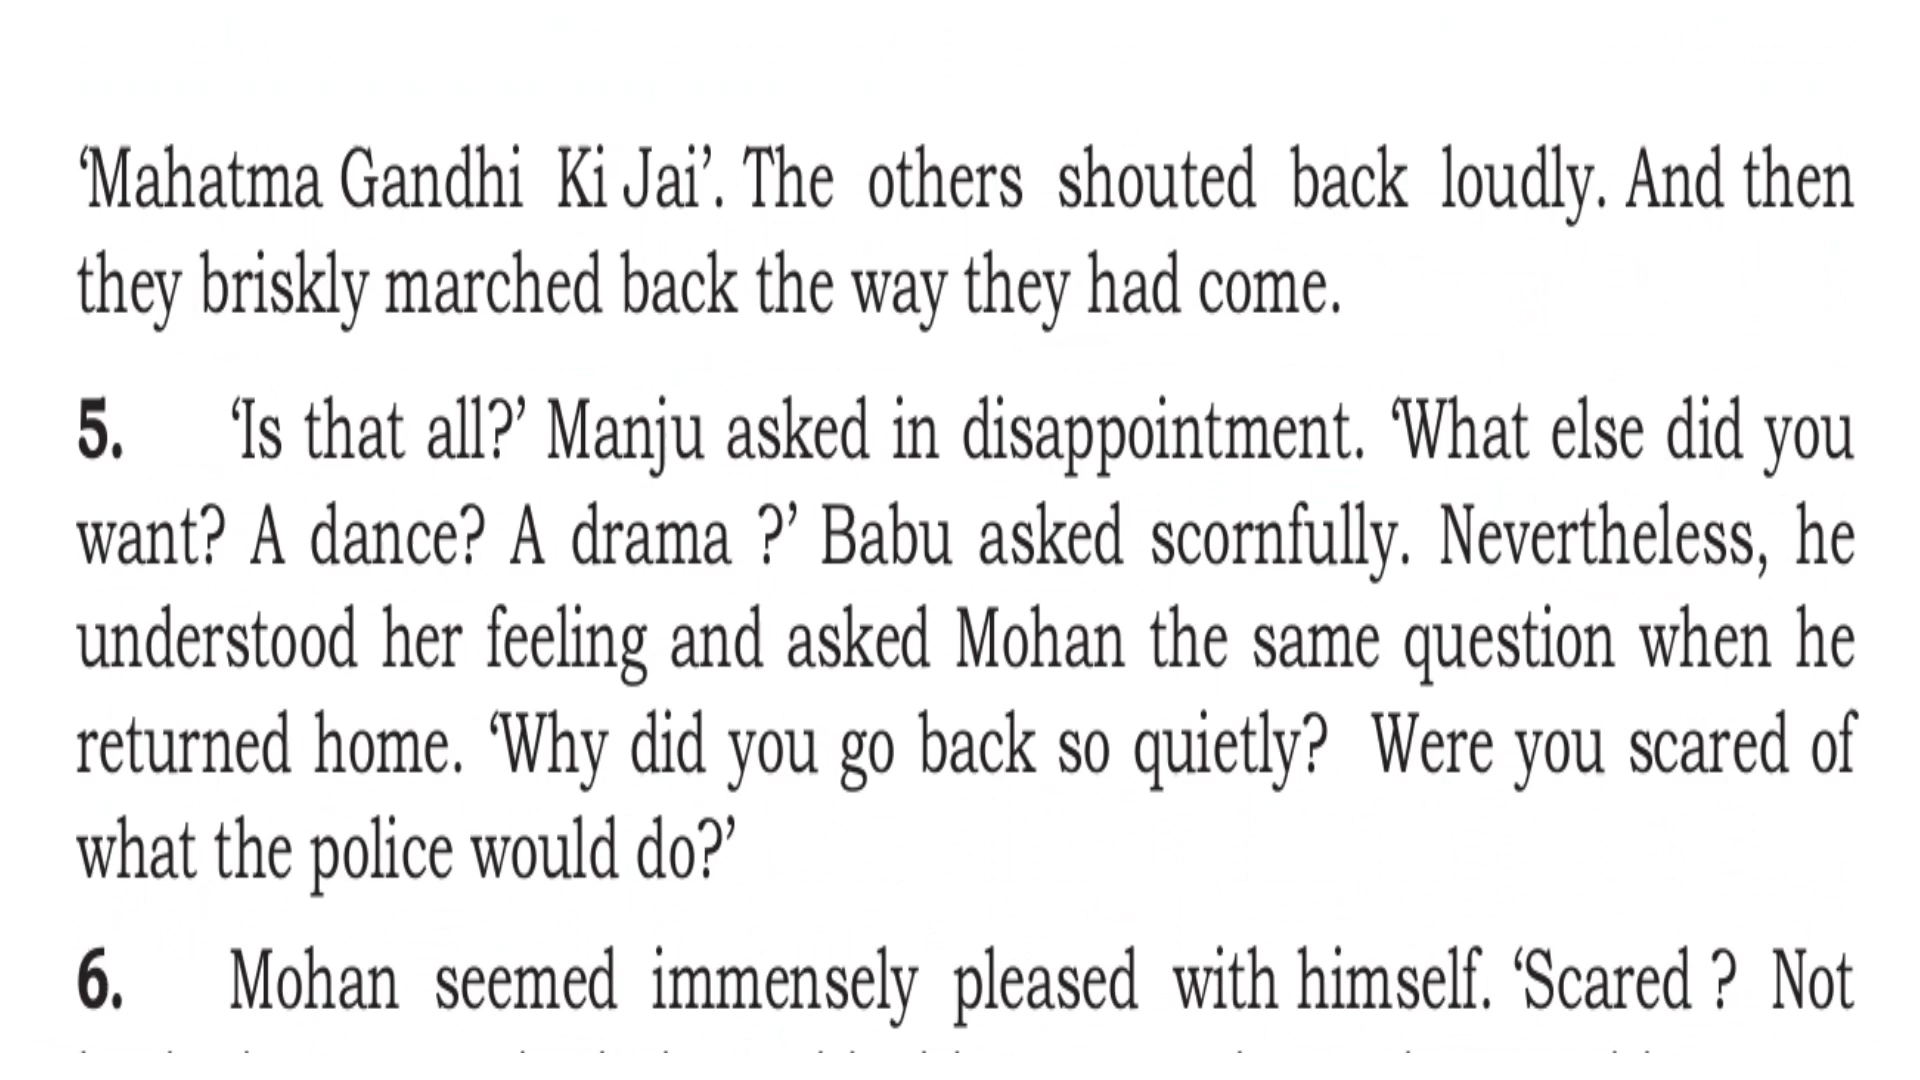 ‘Mahatma Gandhi Ki Jai’. The others shouted back loudly. And then
they briskly marched back the way they had come.
5. ‘Is that all?’ Manju asked in disappointment. ‘What else did you
want? A dance? A drama ?’ Babu asked scornfully. Nevertheless, he
understood her feeling and asked Mohan the same question when he
returned home. ‘Why did you go back so quietly? Were you scared of
what the police would do?’
6. Mohan seemed immensely pleased with himself. ‘Scared ? Not